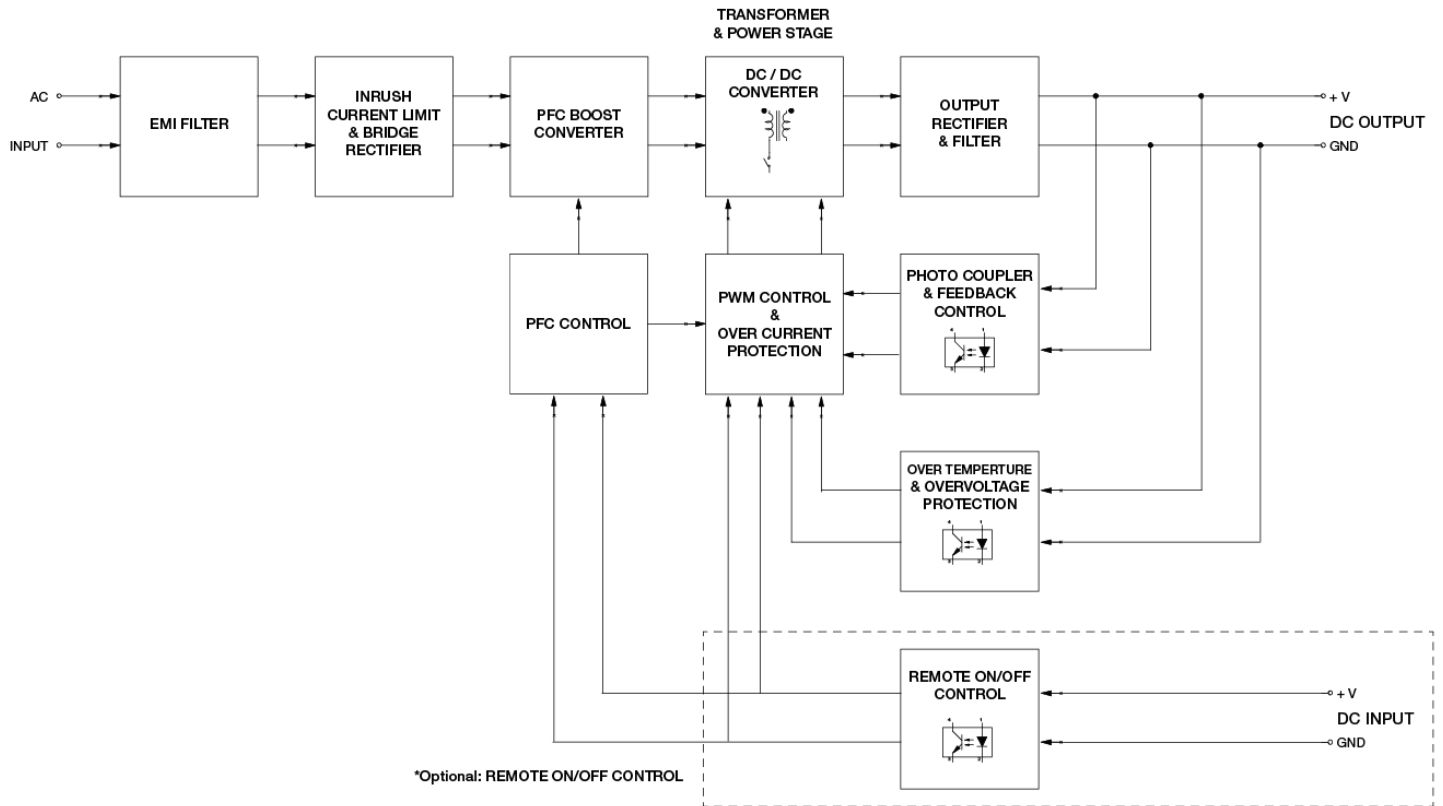 TRANSFORMER
& POWER STAGE
AC
INPUT
EMI FILTER
INRUSH
CURRENT LIMIT
& BRIDGE
RECTIFIER
PFC BOOST
CONVERTER
DC / DC
CONVERTER
OUTPUT
RECTIFIER
& FILTER
+ V
DC OUTPUT
GND
PFC CONTROL
PWM CONTROL
&
OVER CURRENT
PROTECTION
PHOTO COUPLER
& FEEDBACK
CONTROL
OVER TEMPERTURE
& OVERVOLTAGE
PROTECTION
REMOTE ON/OFF
CONTROL
+ V
DC INPUT
GND
*Optional: REMOTE ON/OFF CONTROL